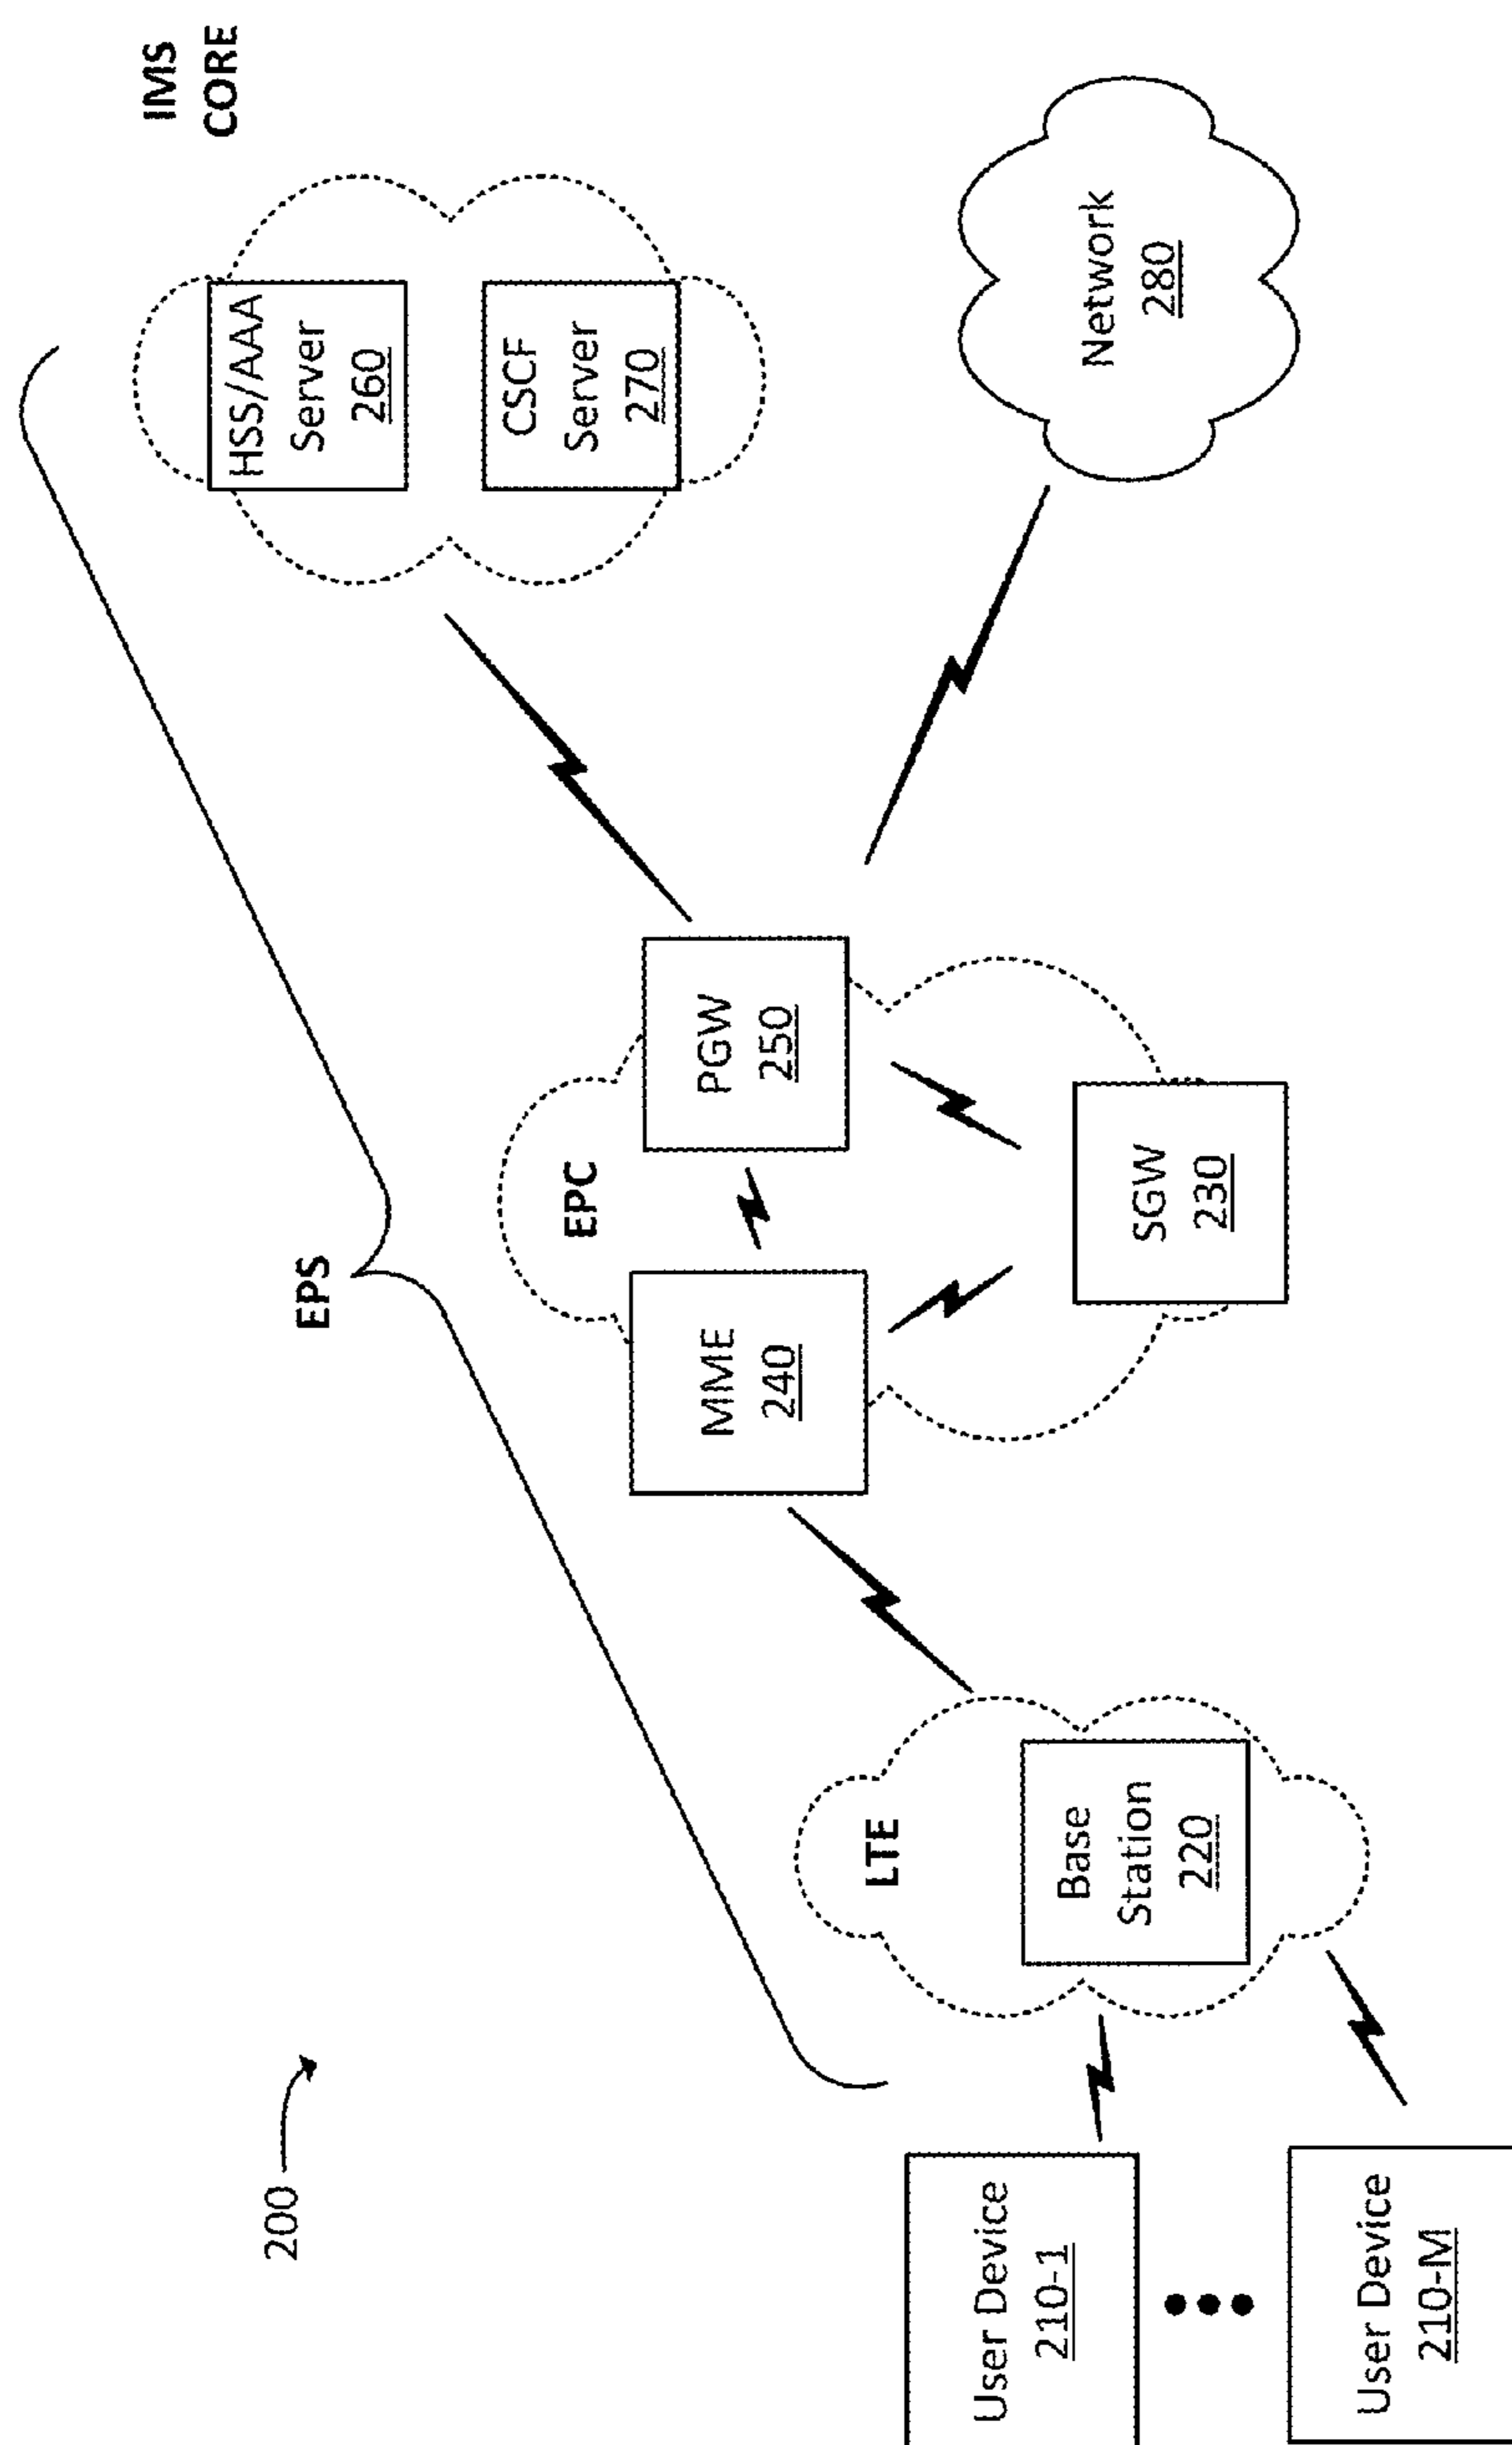 200
EPS
IMS
CORE
HSS/AAA
Server
260
CSCF
Server
270
EPC
MME
240
PGW
250
SGW
230
Network
280
LTE
Base
Station
220
User Device
210-1
User Device
210-M